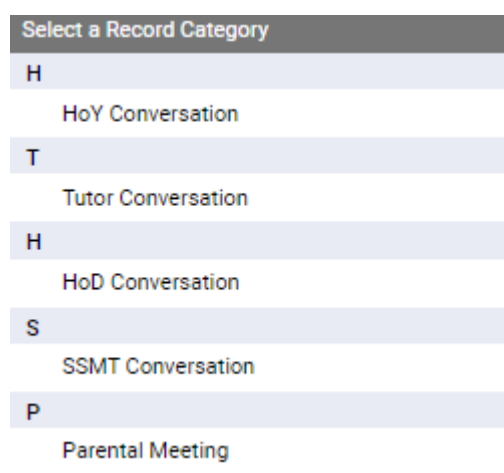 Select a Record Category
H
HoY Conversation
T
Tutor Conversation
H
HoD Conversation
S
SSMT Conversation
P
Parental Meeting